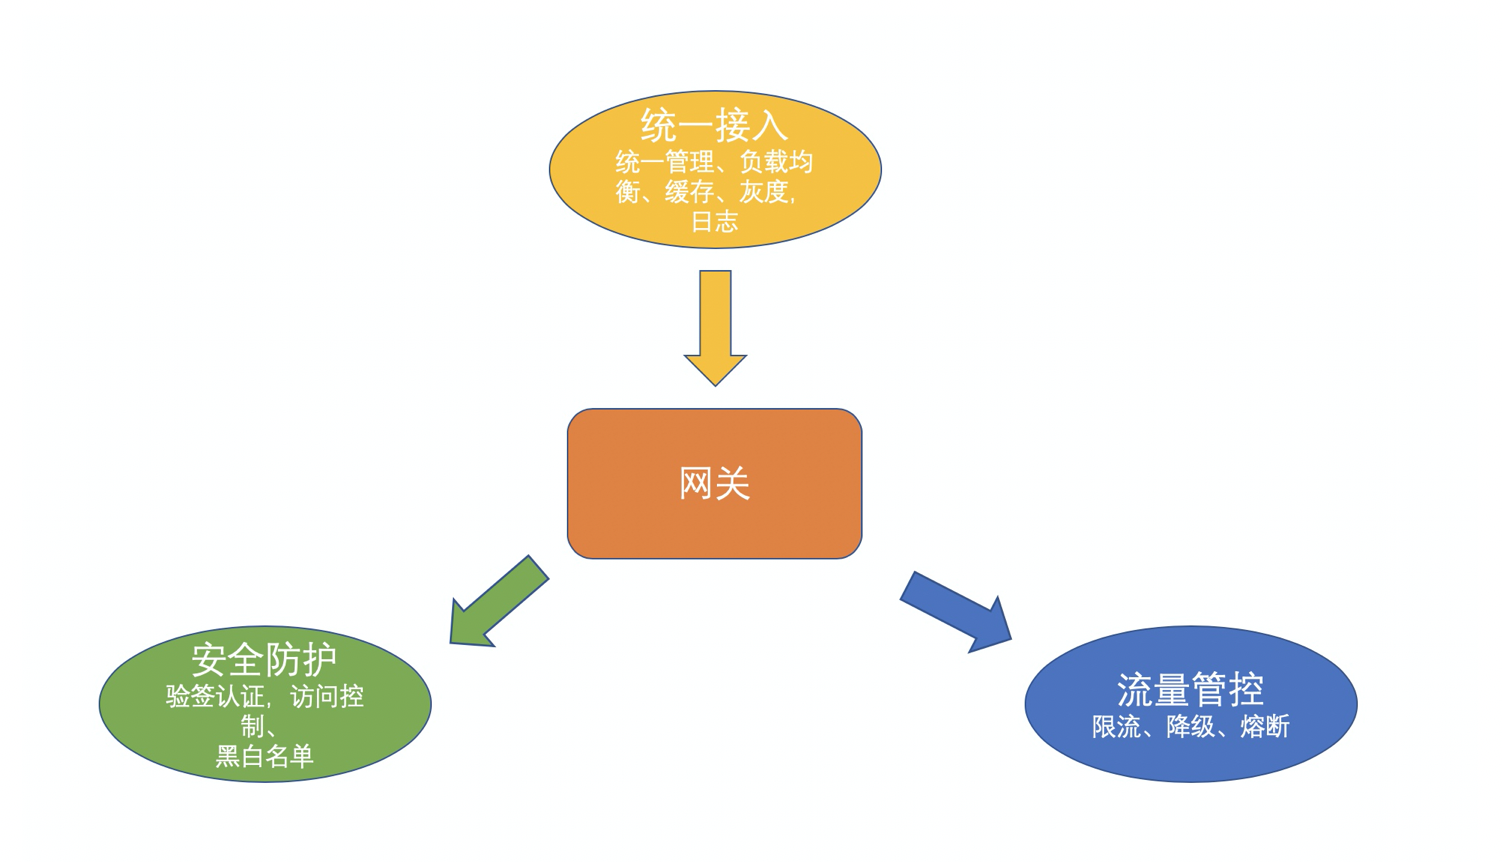 统一接入
统一管理、负载均
衡、缓存、灰度,
日志
网关
安全防护
验签认证,访问控
制、
黑白名单
流量管控
限流、降级、熔断